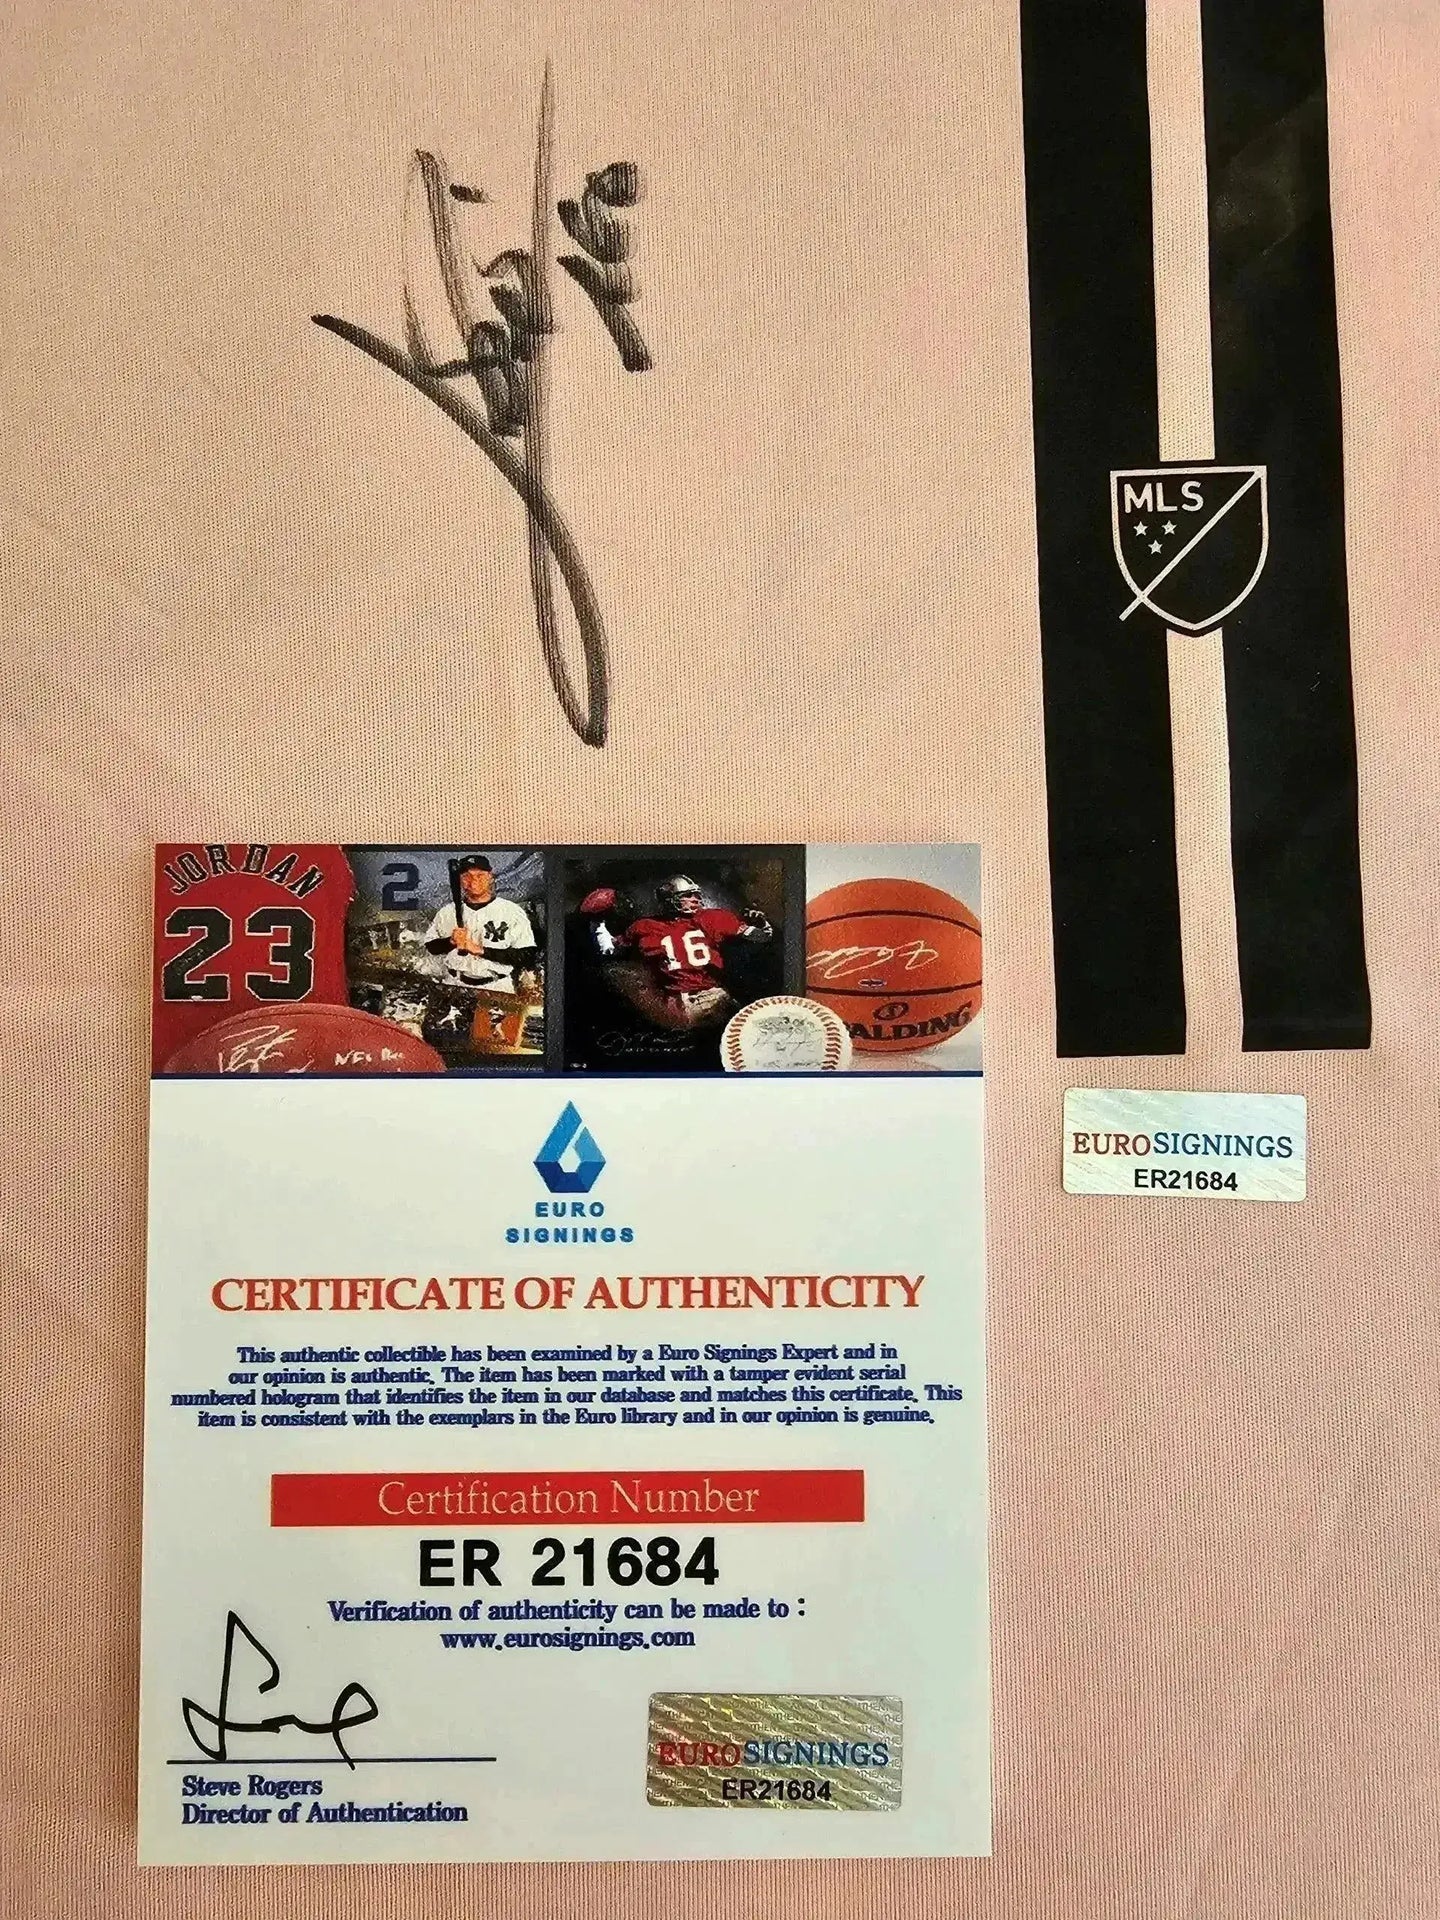 MLS
JORDAN
23
2
16
SPALDING
EURO
SIGNINGS
CERTIFICATE OF AUTHENTICITY
This authentic collectible has been examined by a Euro Signings Expert and in
our opinion is authentic. The item has been marked with a tamper evident serial
numbered hologram that identifies the item in our database and matches this certificate. This
item is consistent with the exemplars in the Euro library and in our opinion is genuine.
Certification Number
ER 21684
Verification of authenticity can be made to :
www.eurosignings.com
Steve Rogers
Director of Authentication
EUROSIGNINGS
ER21684
EUROSIGNINGS
ER21684